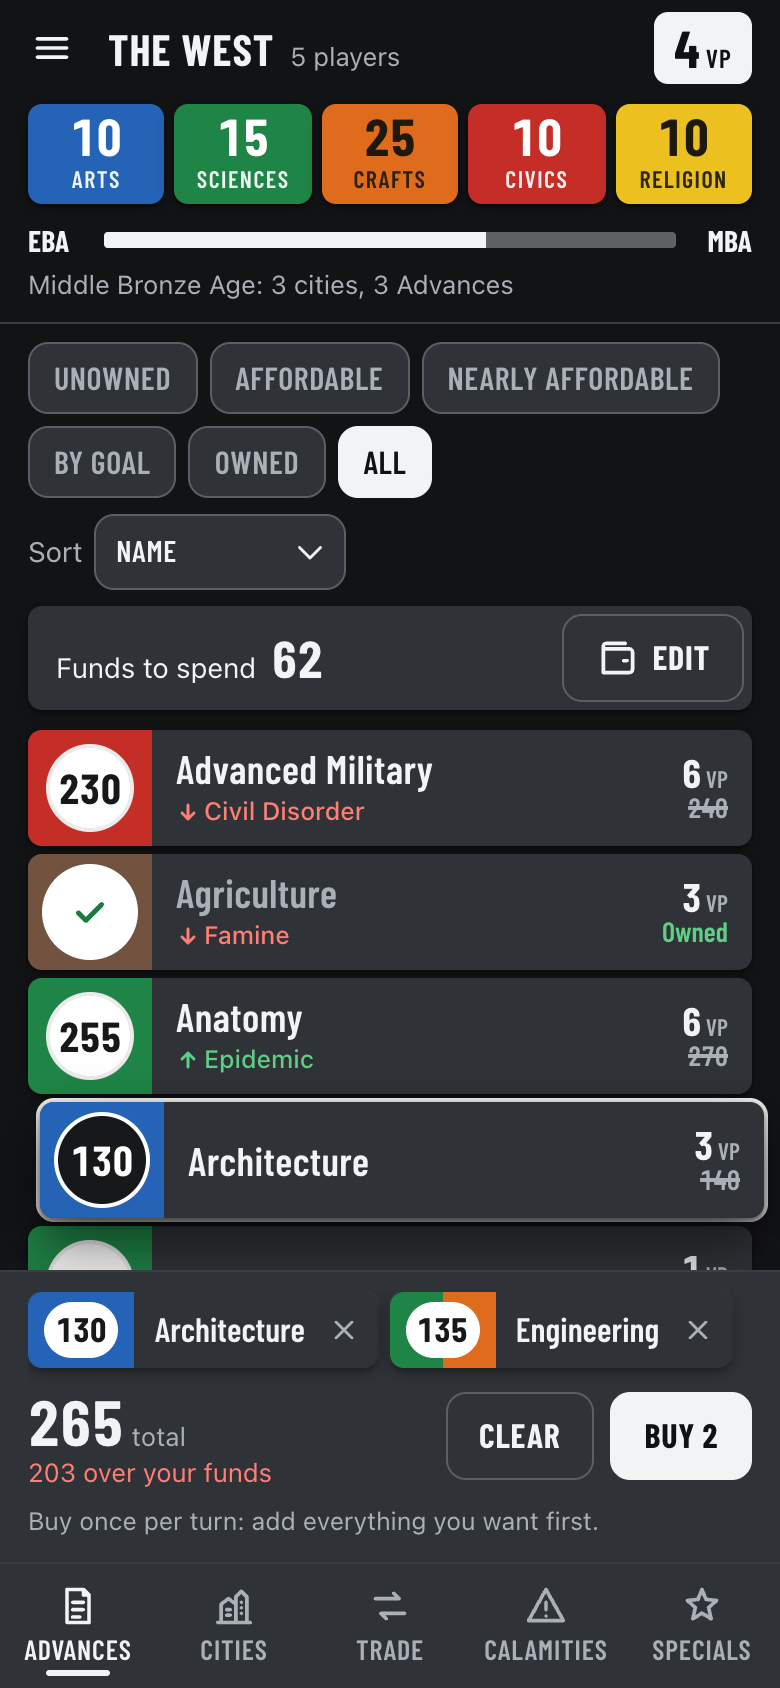 THE WEST 5 players 4 VP
10 15 25 10 10
ARTS SCIENCES CRAFTS CIVICS RELIGION
EBA MBA
Middle Bronze Age: 3 cities, 3 Advances
UNOWNED AFFORDABLE NEARLY AFFORDABLE
BY GOAL OWNED ALL
Sort NAME
Funds to spend 62 EDIT
230 Advanced Military 6 VP
↓ Civil Disorder 240
Agriculture 3 VP
↓ Famine Owned
255 Anatomy 6 VP
↑ Epidemic 270
130 Architecture 3 VP
140
1 VP
130 Architecture × 135 Engineering ×
265 total CLEAR BUY 2
203 over your funds
Buy once per turn: add everything you want first.
ADVANCES CITIES TRADE CALAMITIES SPECIALS